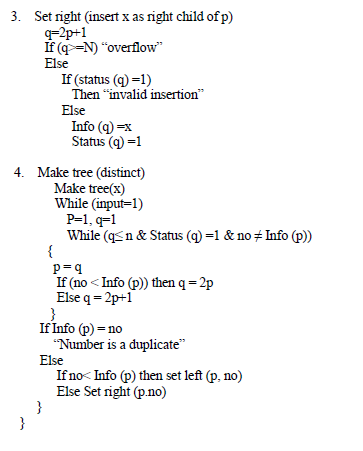 3. Set right (insert x as right child of p)
q=2p+1
If (q>=N) “overflow”
Else
If (status (q) =1)
Then “invalid insertion”
Else
Info (q) =x
Status (q) =1
4. Make tree (distinct)
Make tree(x)
While (input=1)
P=1, q=1
While (q≤ n & Status (q) =1 & no ≠ Info (p))
{
p = q
If (no < Info (p)) then q = 2p
Else q = 2p+1
}
If Info (p) = no
“Number is a duplicate”
Else
If no< Info (p) then set left (p, no)
Else Set right (p.no)
}
}